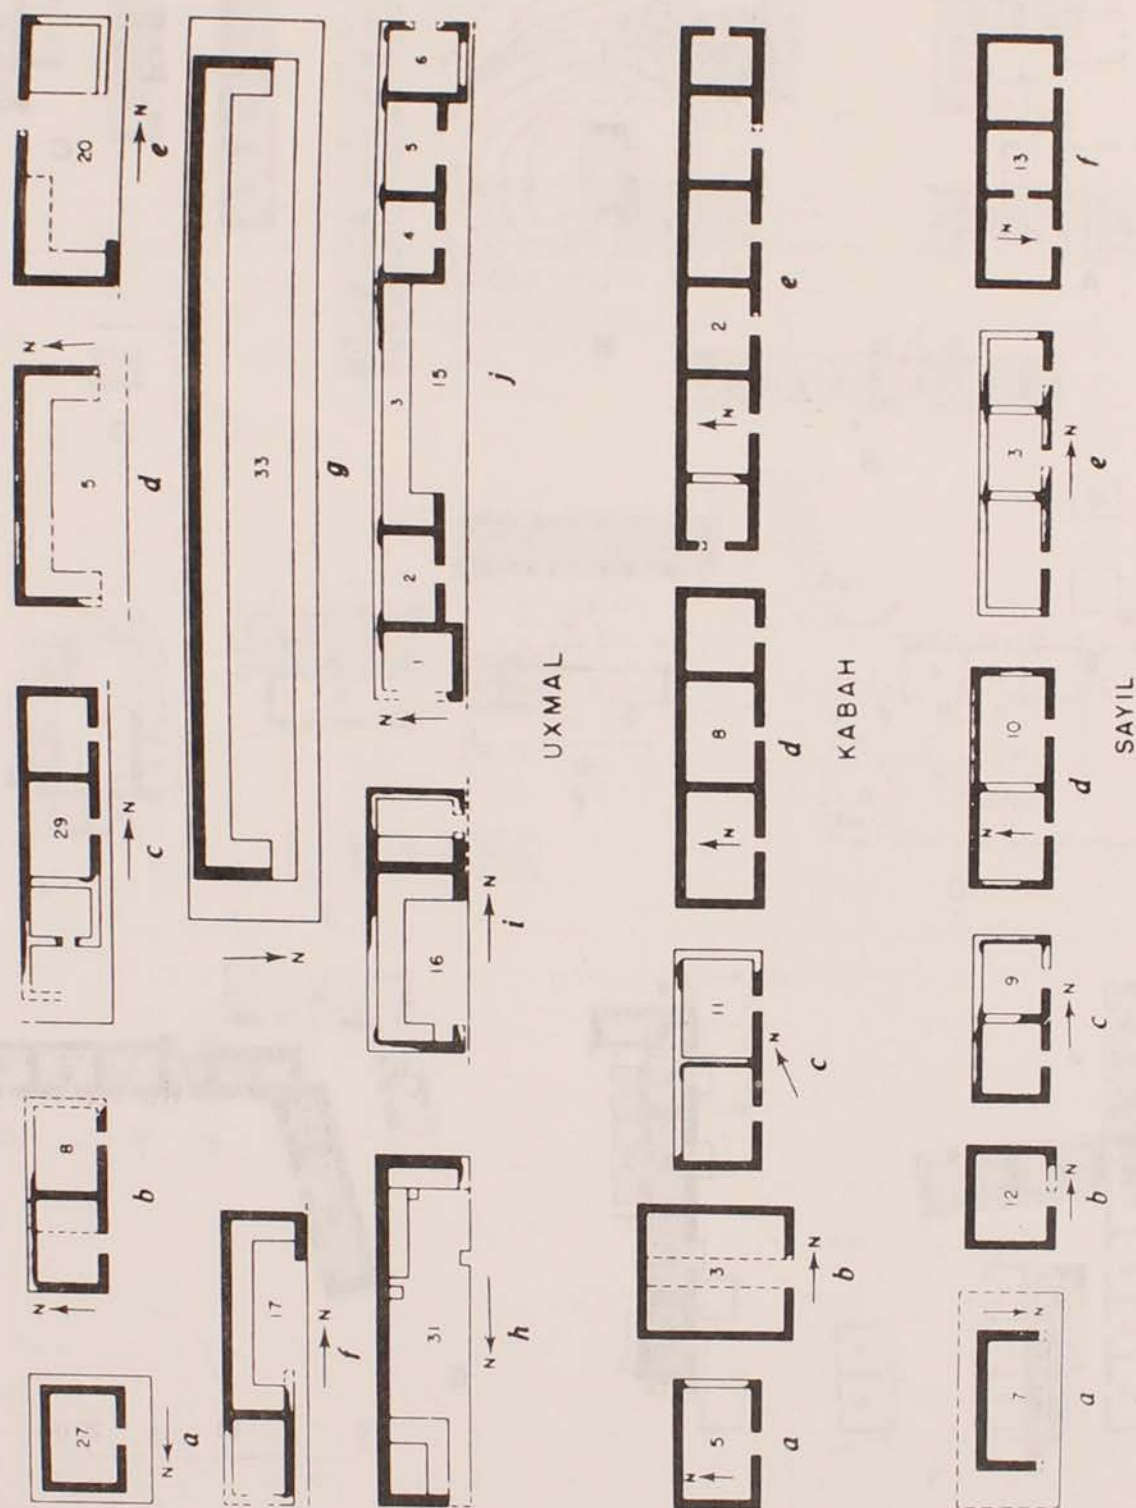 27 8 29 5 20
N N N N N
a b c d e
17 33
N N
f g
31 16 1 2 3 4 5 6
15
N N N
h i j
UXMAL
5 3 11 8 2
N N N N N
a b c d e
KABAH
7 12 9 10 3 13
N N N N N N
a b c d e f
SAYIL